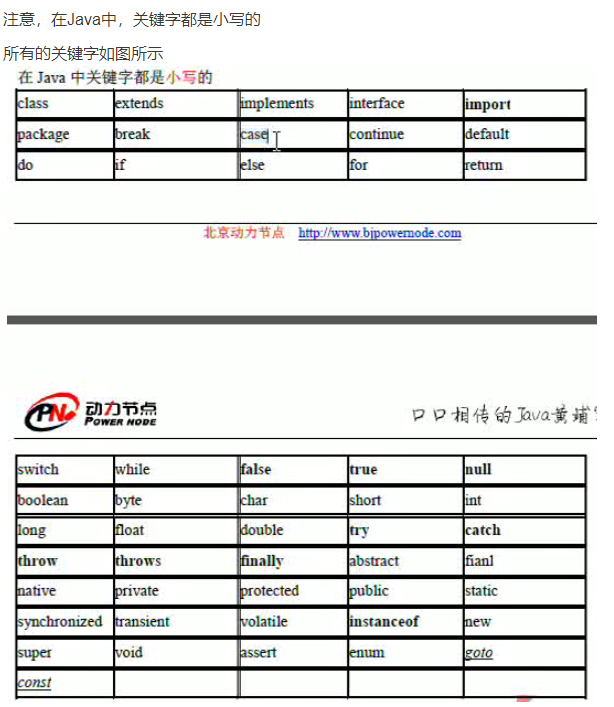 注意，在Java中，关键字都是小写的
所有的关键字如图所示
在 Java 中关键字都是小写的
class extends implements interface import
package break case continue default
do if else for return
北京动力节点 http://www.bjpowernode.com
PN 动力节点
POWER NODE
口口相传的Java黄埔
switch while false true null
boolean byte char short int
long float double try catch
throw throws finally abstract fianl
native private protected public static
synchronized transient volatile instanceof new
super void assert enum goto
const